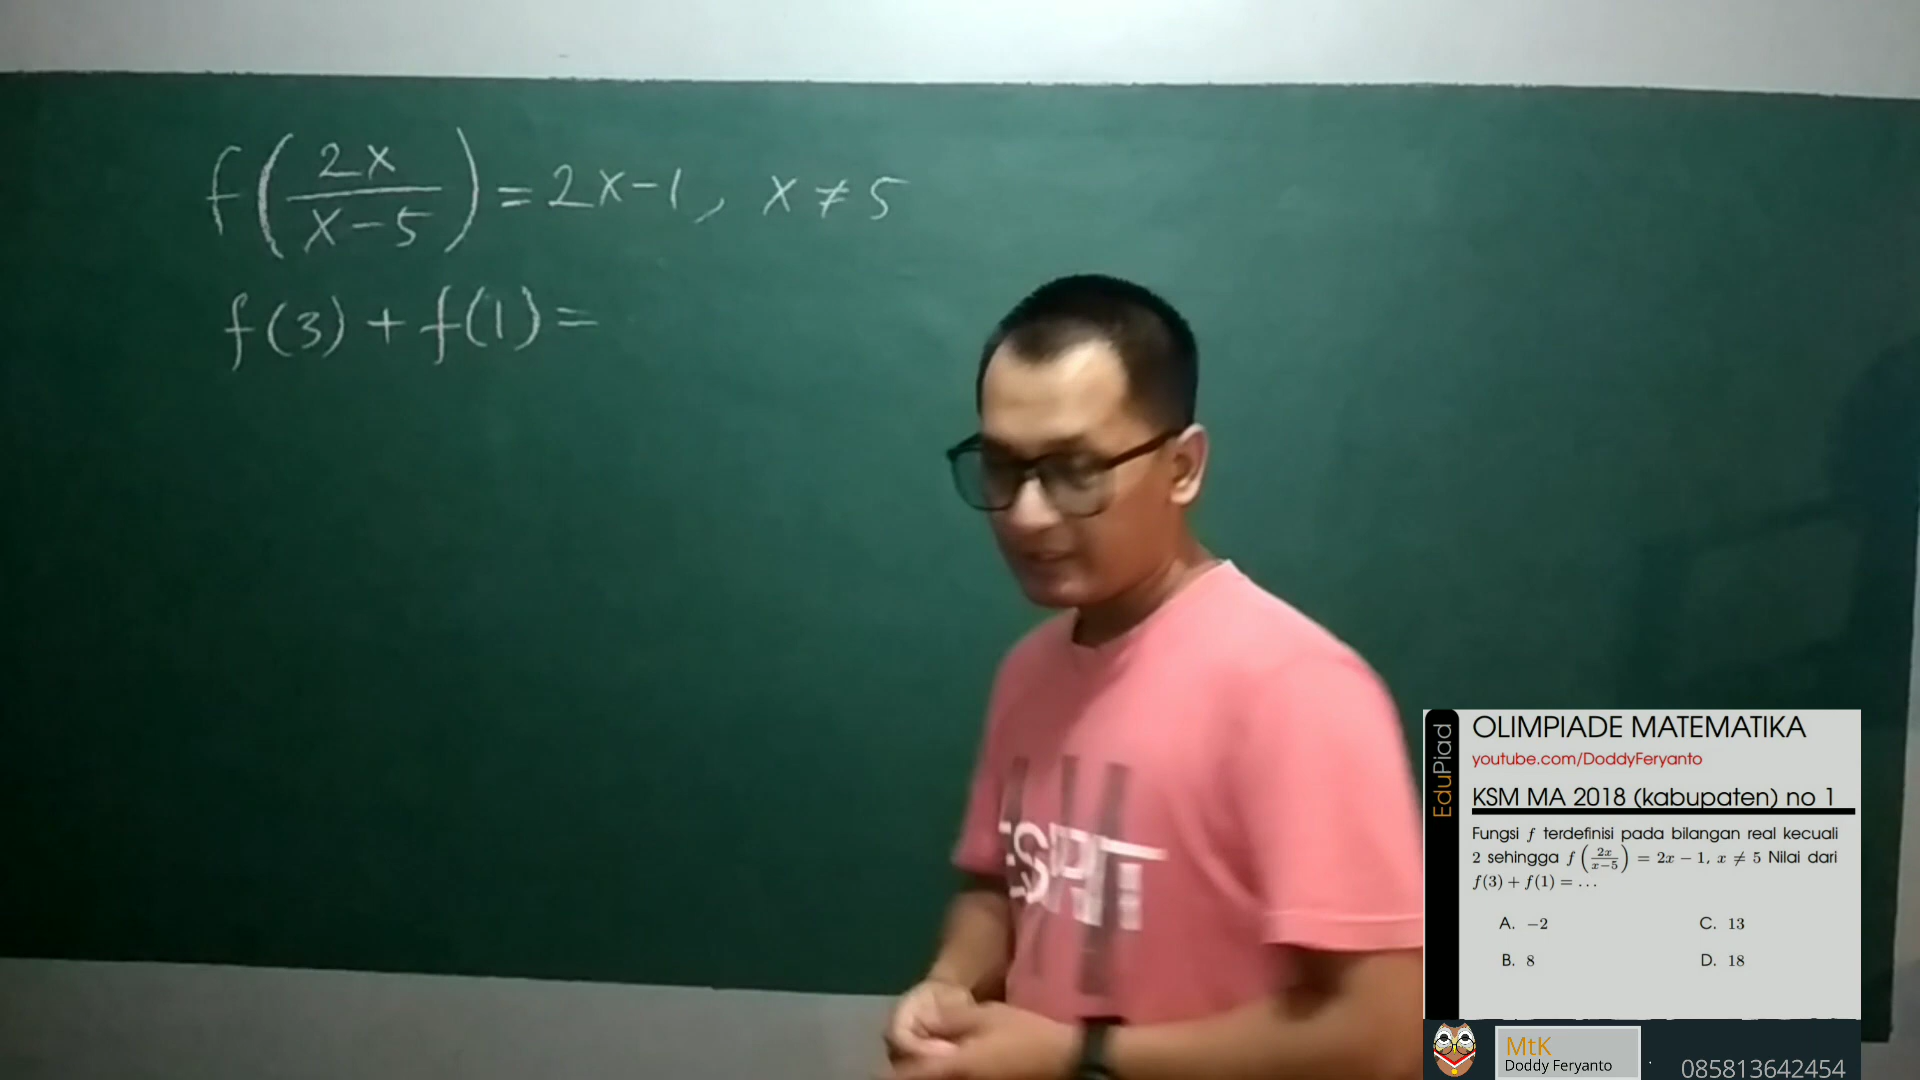 f(2x/x-5) = 2x-1, x ≠ 5
f(3) + f(1) =
ESPRIT
EduPiad
OLIMPIADE MATEMATIKA
youtube.com/DoddyFeryanto
KSM MA 2018 (kabupaten) no 1
Fungsi f terdefinisi pada bilangan real kecuali
2 sehingga f(2x/x-5) = 2x - 1, x ≠ 5 Nilai dari
f(3) + f(1) = ...
A. -2
C. 13
B. 8
D. 18
MtK
Doddy Feryanto
085813642454